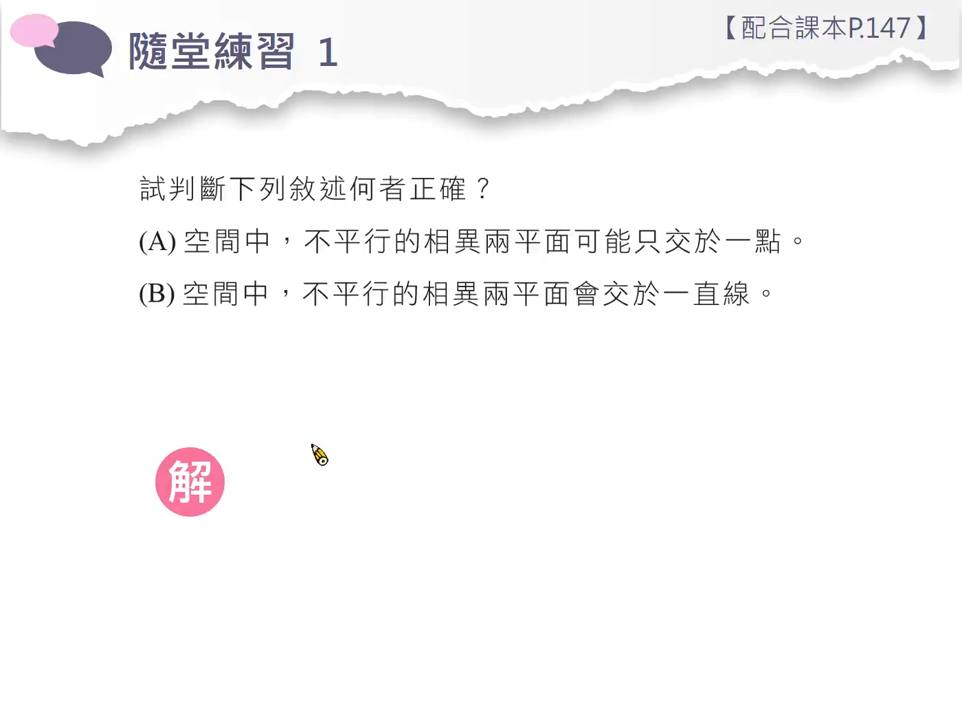 隨堂練習 1
【配合課本P.147】
試判斷下列敘述何者正確？
(A) 空間中，不平行的相異兩平面可能只交於一點。
(B) 空間中，不平行的相異兩平面會交於一直線。
解